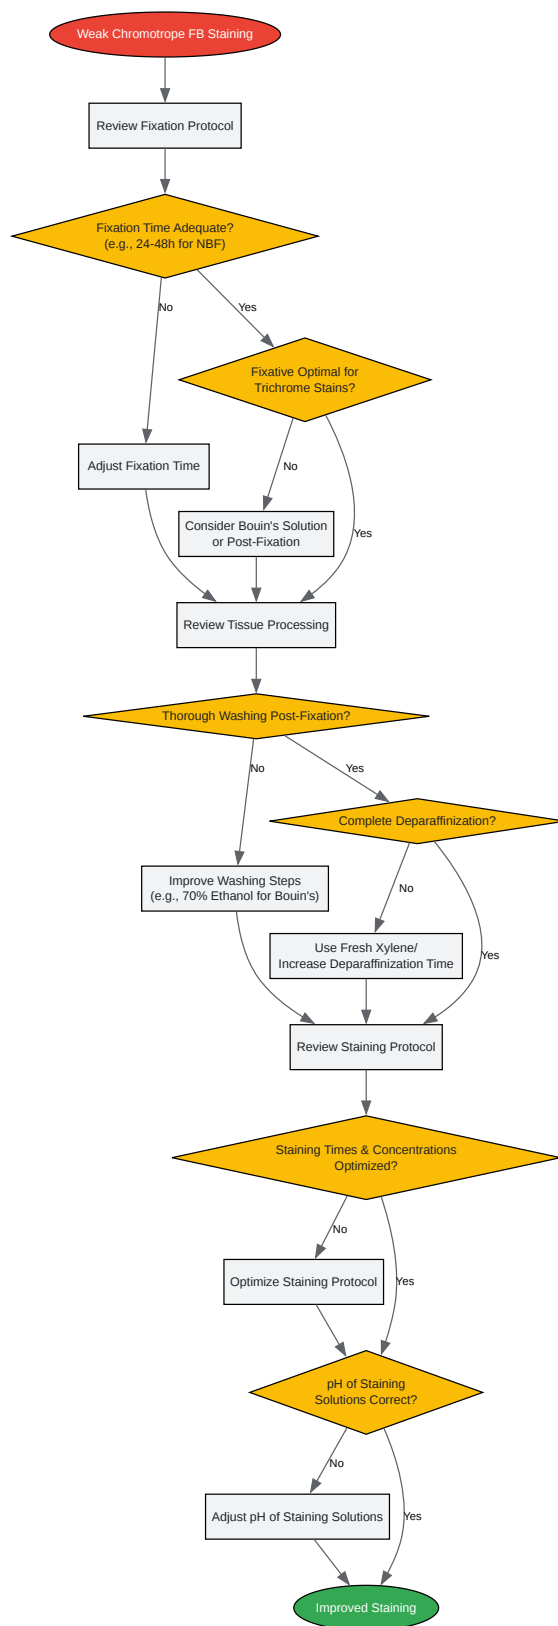 Weak Chromotrope FB Staining
Review Fixation Protocol
Fixation Time Adequate?
(e.g., 24-48h for NBF)
No
Yes
Fixative Optimal for
Trichrome Stains?
Adjust Fixation Time
No
Consider Bouin's Solution
or Post-Fixation
Yes
Review Tissue Processing
Thorough Washing Post-Fixation?
No
Yes
Complete Deparaffinization?
Improve Washing Steps
(e.g., 70% Ethanol for Bouin's)
No
Use Fresh Xylene/
Increase Deparaffinization Time
Yes
Review Staining Protocol
Staining Times & Concentrations
Optimized?
No
Optimize Staining Protocol
Yes
pH of Staining
Solutions Correct?
No
Adjust pH of Staining Solutions
Yes
Improved Staining